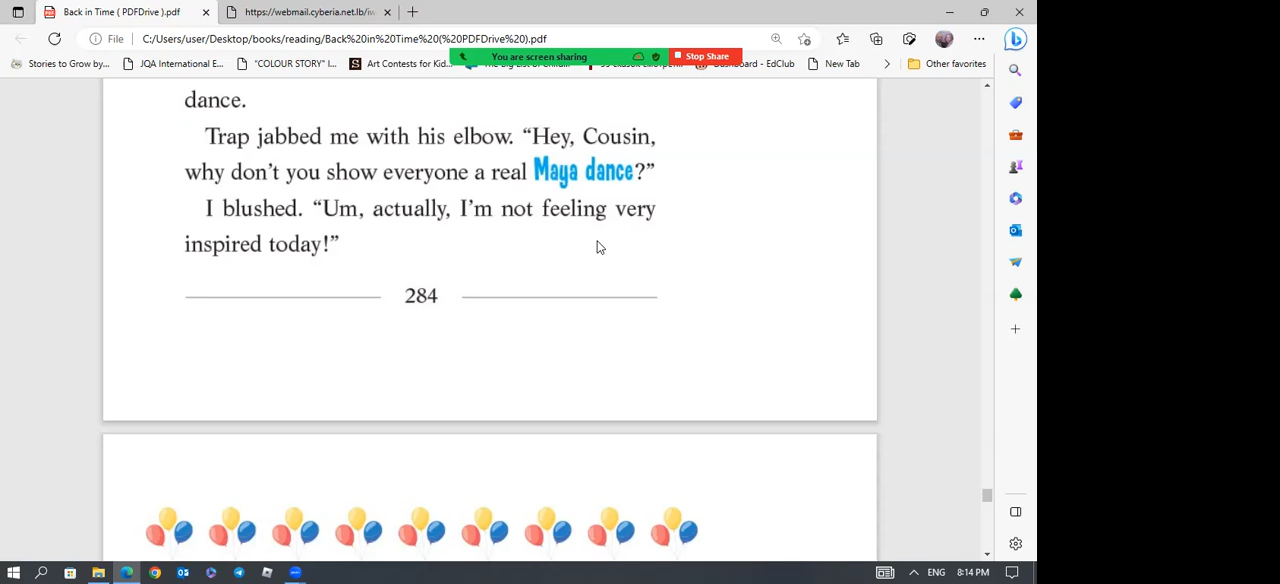 Back in Time ( PDFDrive ).pdf
https://webmail.cyberia.net.lb/iw
File
C:/Users/user/Desktop/books/reading/Back%20in%20Time%20(%20PDFDrive%20).pdf
You are screen sharing
Stop Share
Stories to Grow by...
JQA International E...
"COLOUR STORY" I...
Art Contests for Kid...
Dashboard - EdClub
New Tab
Other favorites
dance.
Trap jabbed me with his elbow. “Hey, Cousin,
why don’t you show everyone a real Maya dance?”
I blushed. “Um, actually, I’m not feeling very
inspired today!”
284
ENG 8:14 PM